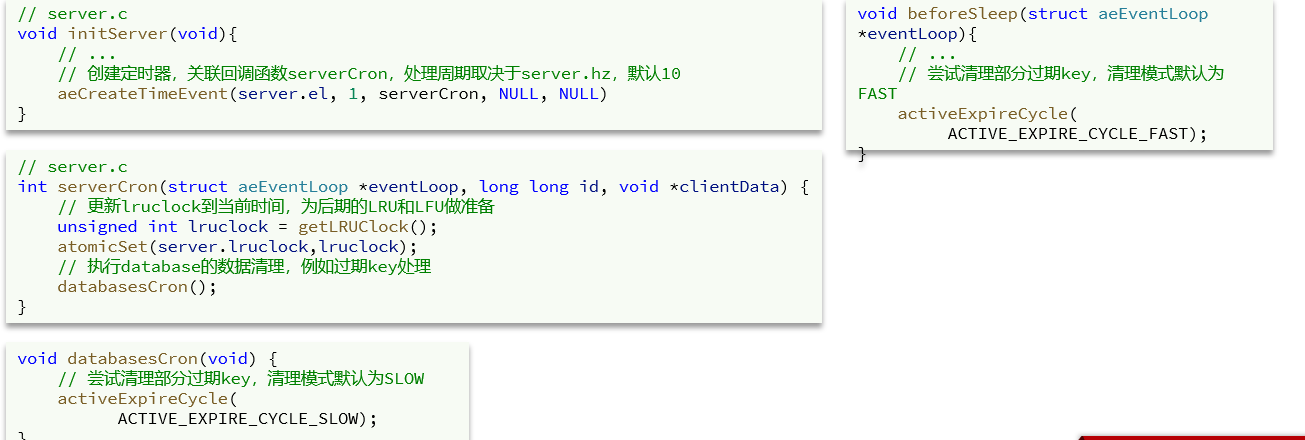 // server.c
void initServer(void){
    // ...
    // 创建定时器，关联回调函数serverCron，处理周期取决于server.hz，默认10
    aeCreateTimeEvent(server.el, 1, serverCron, NULL, NULL)
}
// server.c
int serverCron(struct aeEventLoop *eventLoop, long long id, void *clientData) {
    // 更新lruclock到当前时间，为后期的LRU和LFU做准备
    unsigned int lruclock = getLRUClock();
    atomicSet(server.lruclock,lruclock);
    // 执行database的数据清理，例如过期key处理
    databasesCron();
}
void databasesCron(void) {
    // 尝试清理部分过期key，清理模式默认为SLOW
    activeExpireCycle(
          ACTIVE_EXPIRE_CYCLE_SLOW);
}
void beforeSleep(struct aeEventLoop
*eventLoop){
    // ...
    // 尝试清理部分过期key，清理模式默认为
FAST
    activeExpireCycle(
         ACTIVE_EXPIRE_CYCLE_FAST);
}